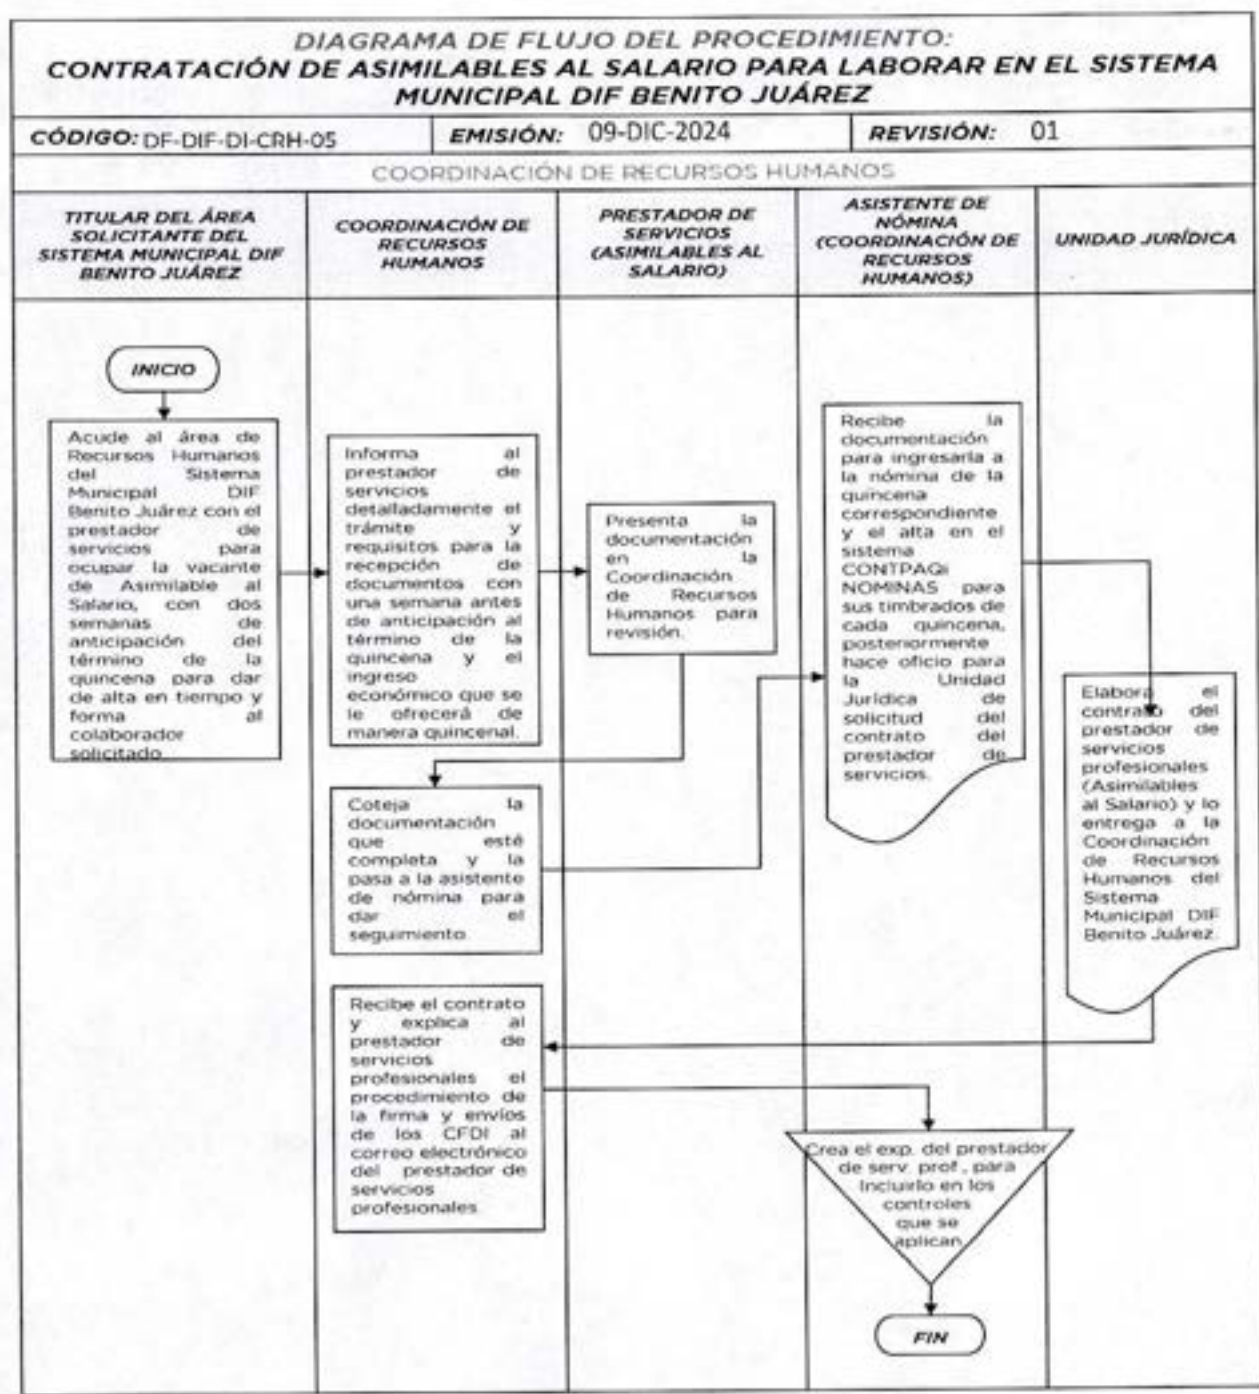 DIAGRAMA DE FLUJO DEL PROCEDIMIENTO:
CONTRATACIÓN DE ASIMILABLES AL SALARIO PARA LABORAR EN EL SISTEMA
MUNICIPAL DIF BENITO JUÁREZ
CÓDIGO: DF-DIF-DI-CRH-05
EMISIÓN: 09-DIC-2024
REVISIÓN: 01
COORDINACIÓN DE RECURSOS HUMANOS
TITULAR DEL ÁREA
SOLICITANTE DEL
SISTEMA MUNICIPAL DIF
BENITO JUÁREZ
COORDINACIÓN DE
RECURSOS
HUMANOS
PRESTADOR DE
SERVICIOS
(ASIMILABLES AL
SALARIO)
ASISTENTE DE
NÓMINA
(COORDINACIÓN DE
RECURSOS
HUMANOS)
UNIDAD JURÍDICA
INICIO
Acude al área de
Recursos Humanos
del Sistema
Municipal DIF
Benito Juárez con el
prestador de
servicios para
ocupar la vacante
de Asimilable al
Salario, con dos
semanas de
anticipación del
término de la
quincena para dar
de alta en tiempo y
forma al
colaborador
solicitado
Informa al
prestador de
servicios
detalladamente el
trámite y
requisitos para la
recepción de
documentos con
una semana antes
de anticipación al
término de la
quincena y el
ingreso
económico que se
le ofrecerá de
manera quincenal.
Presenta la
documentación
en la
Coordinación
de Recursos
Humanos para
revisión.
Coteja la
documentación
que esté
completa y la
pasa a la asistente
de nómina para
dar el
seguimiento
Recibe la
documentación
para ingresarla a
la nómina de la
quincena
correspondiente
y el alta en el
sistema
CONTPAQi
NOMINAS para
sus timbrados de
cada quincena,
posteriormente
hace oficio para
la Unidad
Jurídica de
solicitud del
contrato del
prestador de
servicios.
Elabora el
contrato del
prestador de
servicios
profesionales
(Asimilables
al Salario) y lo
entrega a la
Coordinación
de Recursos
Humanos del
Sistema
Municipal DIF
Benito Juárez
Recibe el contrato
y explica al
prestador de
servicios
profesionales el
procedimiento de
la firma y envíos
de los CFDI al
correo electrónico
del prestador de
servicios
profesionales
Crea el exp. del prestador
de serv. prof., para
Incluirlo en los
controles
que se
aplican
FIN